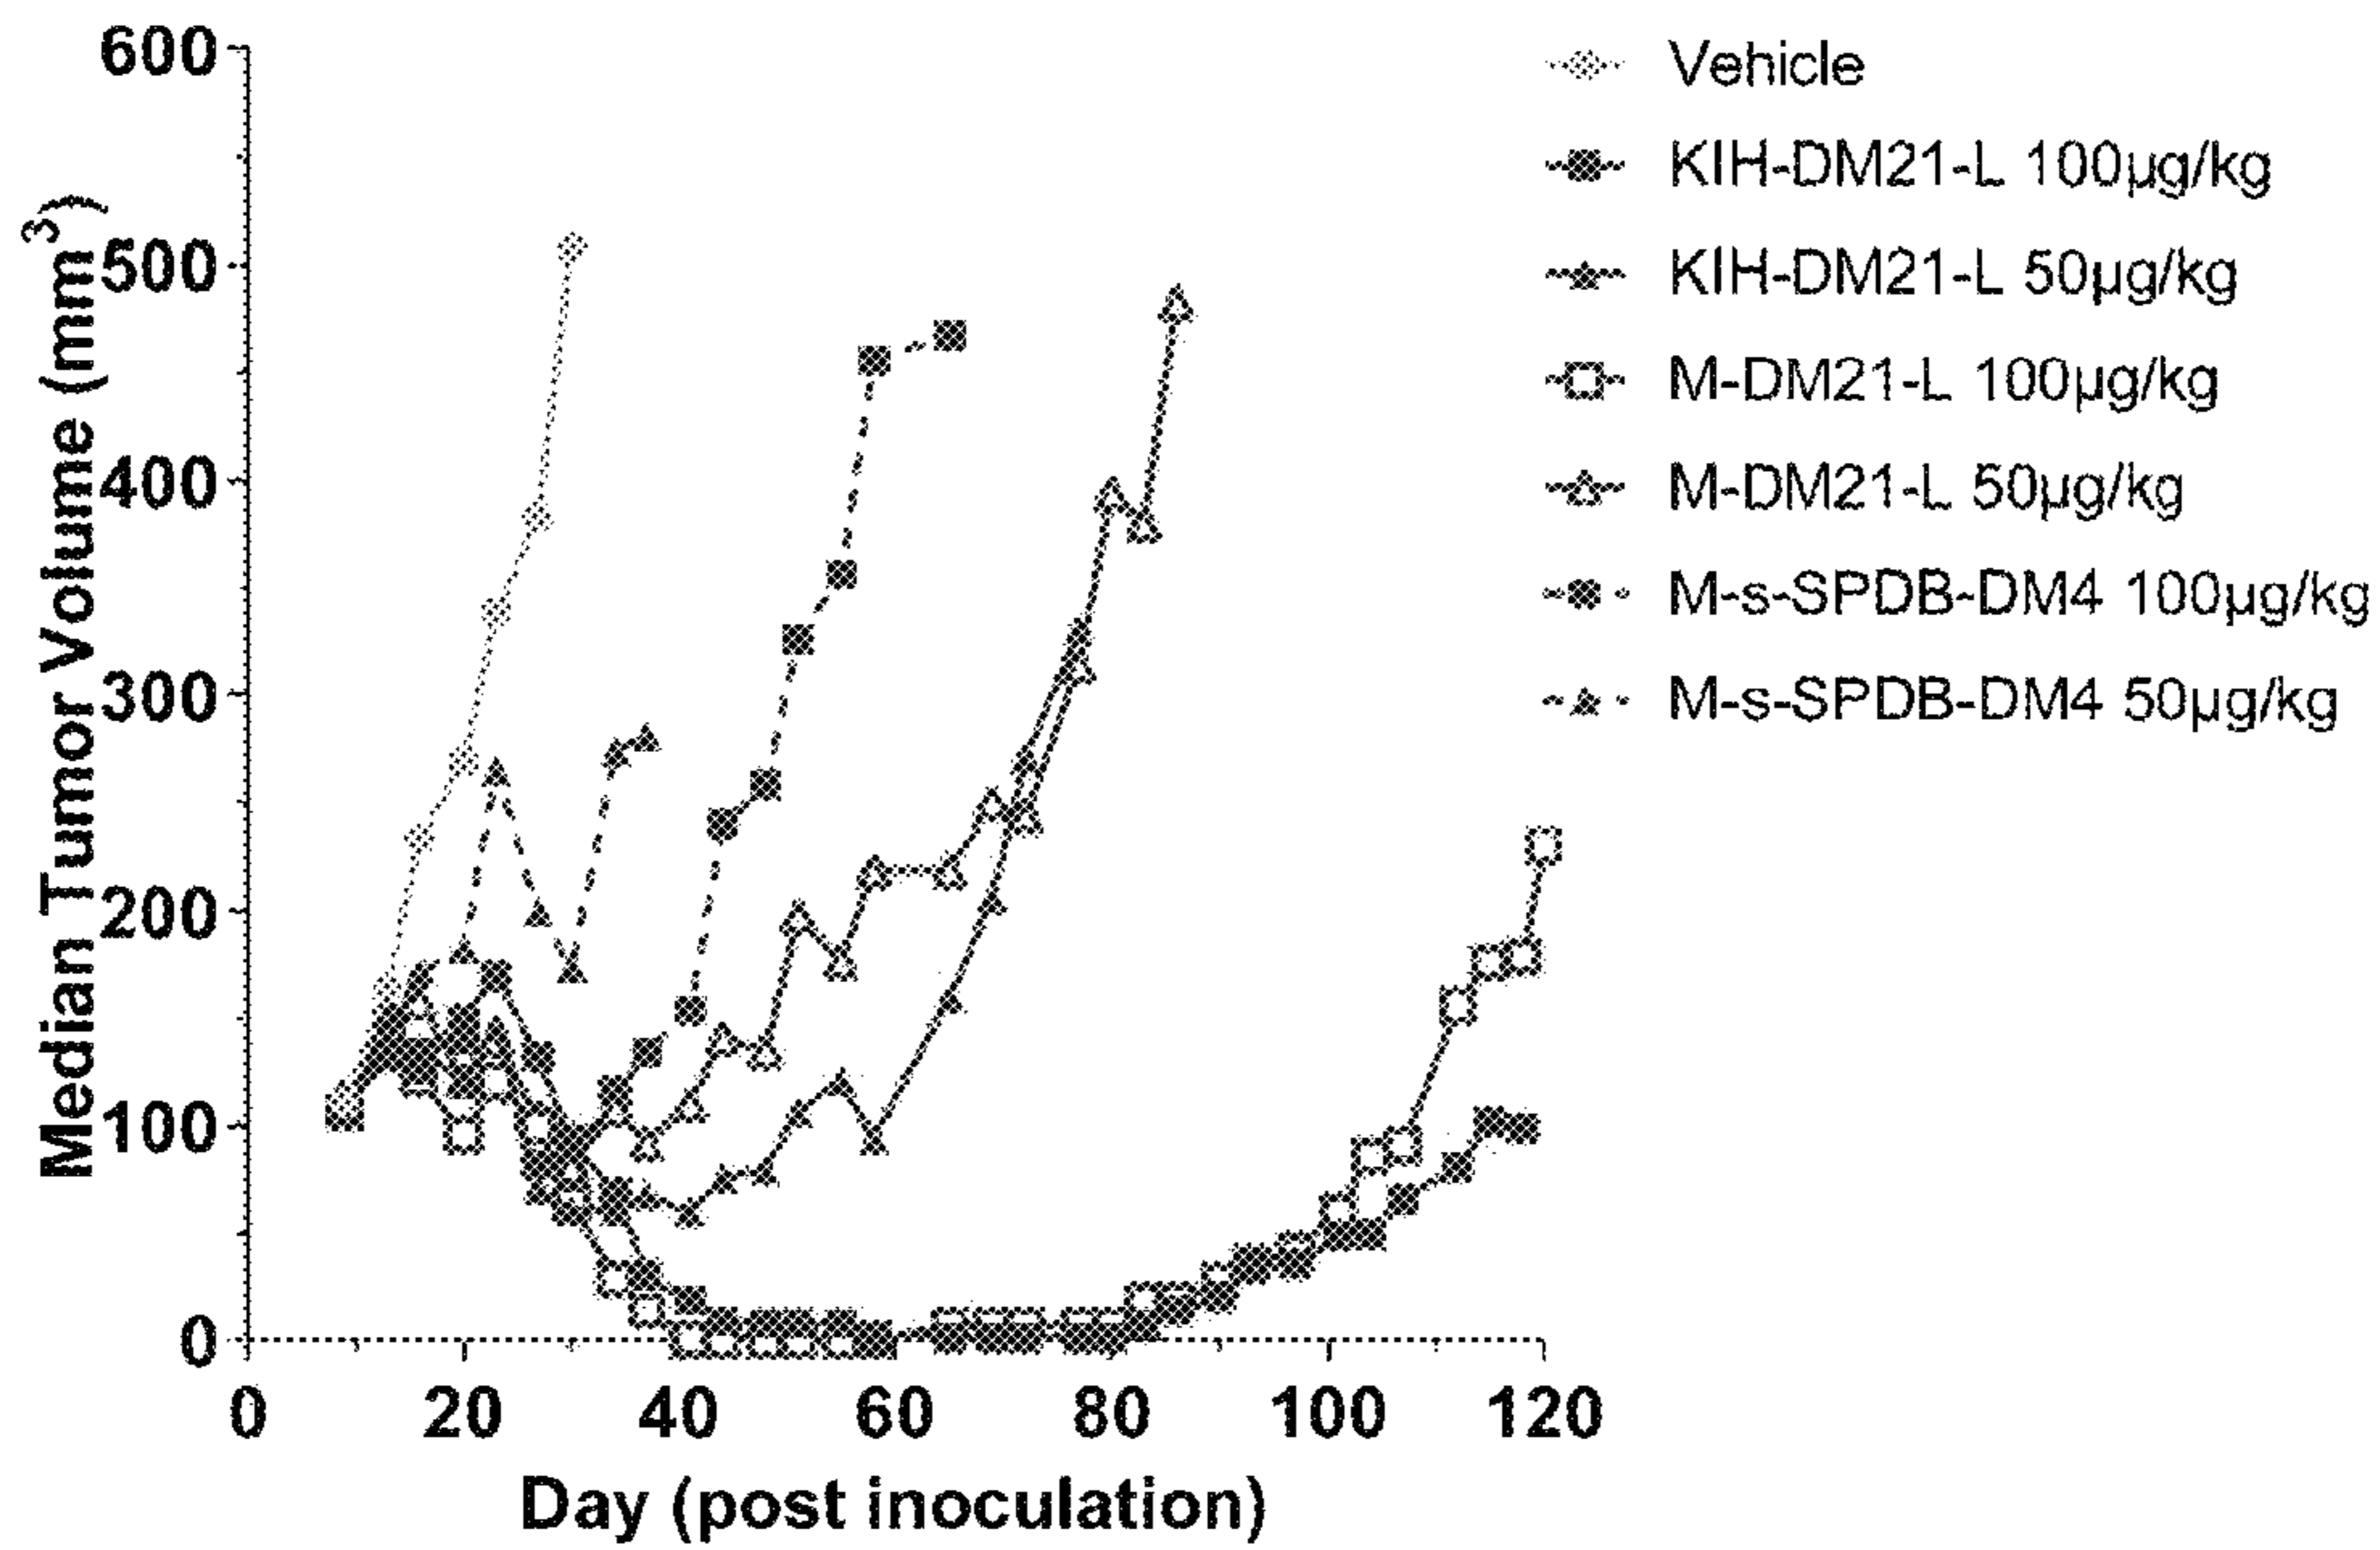 600
500
400
300
200
100
0
Median Tumor Volume (mm³)
0 20 40 60 80 100 120
Day (post inoculation)
Vehicle
KIH-DM21-L 100µg/kg
KIH-DM21-L 50µg/kg
M-DM21-L 100µg/kg
M-DM21-L 50µg/kg
M-s-SPDB-DM4 100µg/kg
M-s-SPDB-DM4 50µg/kg